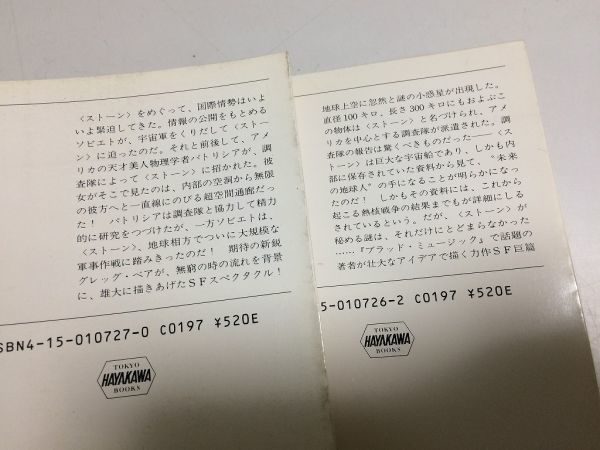 〈ストーン〉をめぐって、国際情勢はいよ
いよ緊迫してきた。情報の公開をもとめる
ソビエトが、宇宙軍をくりだして〈ストー
ン〉に迫ったのだ。それと前後して、アメ
リカの天才美人物理学者パトリシアが、調
査隊によって〈ストーン〉に招かれた。彼
女がそこで見たのは、内部の空洞から無限
の彼方へと一直線にのびる超空間通廊だっ
た！　パトリシアは調査隊と協力して精力
的に研究をつづけたが、一方ソビエトは、
〈ストーン〉、地球相方でついに大規模な
軍事作戦に踏みきったのだ！　期待の新鋭
グレッグ・ベアが、無窮の時の流れを背景
に、雄大に描きあげたＳＦスペクタクル！
SBN4-15-010727-0 C0197 ¥520E
TOKYO
HAYAKAWA
BOOKS
地球上空に忽然と謎の小惑星が出現した。
直径100キロ、長さ300キロにもおよぶこ
の物体は〈ストーン〉と名づけられ、アメ
リカを中心とする調査隊が派遣された。調
査隊の報告は驚くべきものだった――〈ス
トーン〉は巨大な宇宙船であり、しかも内
部に保存されていた資料から見て、“未来
の地球人”の手になることが明らかになっ
たのだ！　しかもその資料には、これから
起こる熱核戦争の結果までもが詳細にしる
されているという。だが、〈ストーン〉が
秘める謎は、それだけにとどまらなかった
……『ブラッド・ミュージック』で話題の
著者が壮大なアイデアで描く力作ＳＦ巨篇
5-010726-2 C0197 ¥520E
TOKYO
HAYAKAWA
BOOKS